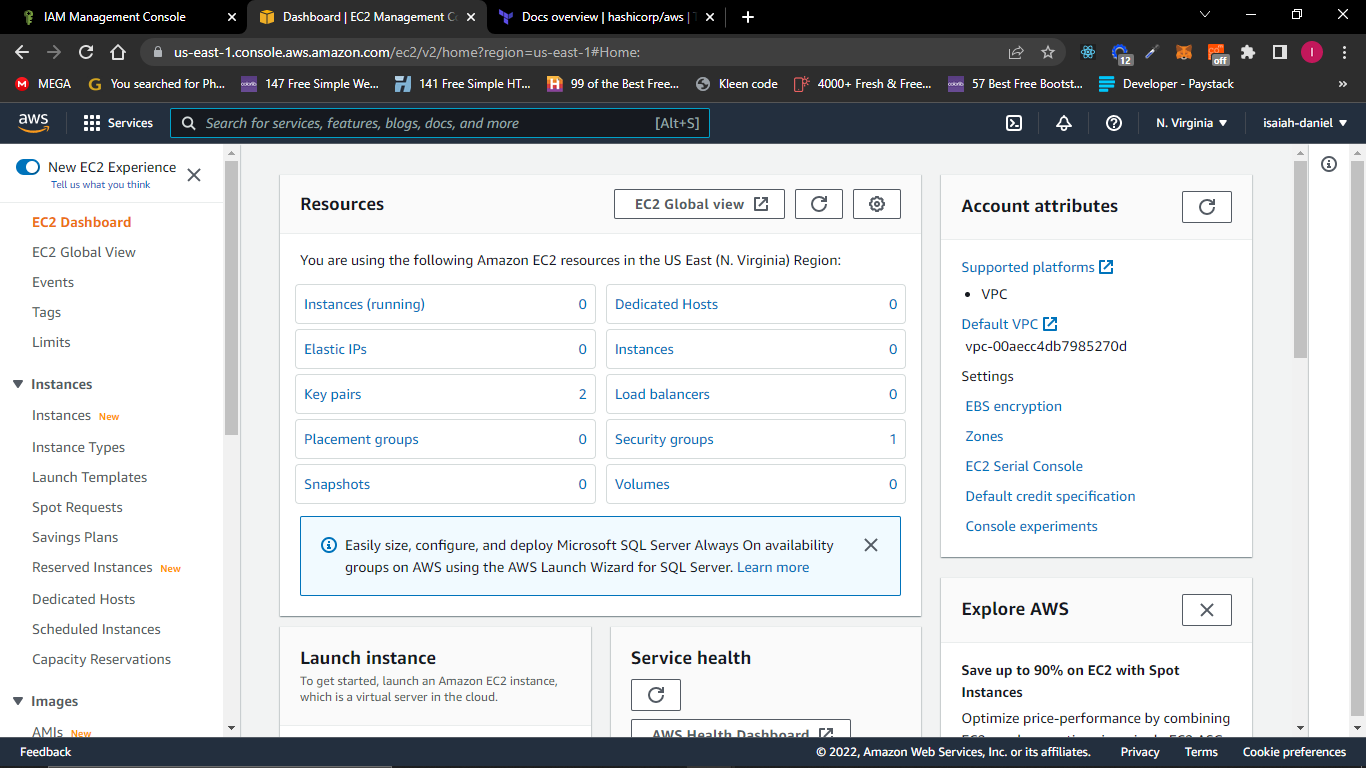 IAM Management Console
Dashboard | EC2 Management Co
Docs overview | hashicorp/aws | T
us-east-1.console.aws.amazon.com/ec2/v2/home?region=us-east-1#Home:
12
off
I
MEGA
You searched for Ph...
147 Free Simple We...
141 Free Simple HT...
99 of the Best Free...
Kleen code
4000+ Fresh & Free...
57 Best Free Bootst...
Developer - Paystack
»
aws
Services
Search for services, features, blogs, docs, and more
[Alt+S]
N. Virginia
isaiah-daniel
New EC2 Experience
Tell us what you think
EC2 Dashboard
EC2 Global View
Events
Tags
Limits
Instances
Instances New
Instance Types
Launch Templates
Spot Requests
Savings Plans
Reserved Instances New
Dedicated Hosts
Scheduled Instances
Capacity Reservations
Images
AMIs New
Resources
EC2 Global view
You are using the following Amazon EC2 resources in the US East (N. Virginia) Region:
Instances (running) 0
Dedicated Hosts 0
Elastic IPs 0
Instances 0
Key pairs 2
Load balancers 0
Placement groups 0
Security groups 1
Snapshots 0
Volumes 0
Easily size, configure, and deploy Microsoft SQL Server Always On availability
groups on AWS using the AWS Launch Wizard for SQL Server. Learn more
Launch instance
To get started, launch an Amazon EC2 instance,
which is a virtual server in the cloud.
Service health
AWS Health Dashboard
Account attributes
Supported platforms
• VPC
Default VPC
vpc-00aecc4db7985270d
Settings
EBS encryption
Zones
EC2 Serial Console
Default credit specification
Console experiments
Explore AWS
Save up to 90% on EC2 with Spot
Instances
Optimize price-performance by combining
Feedback
© 2022, Amazon Web Services, Inc. or its affiliates.
Privacy
Terms
Cookie preferences